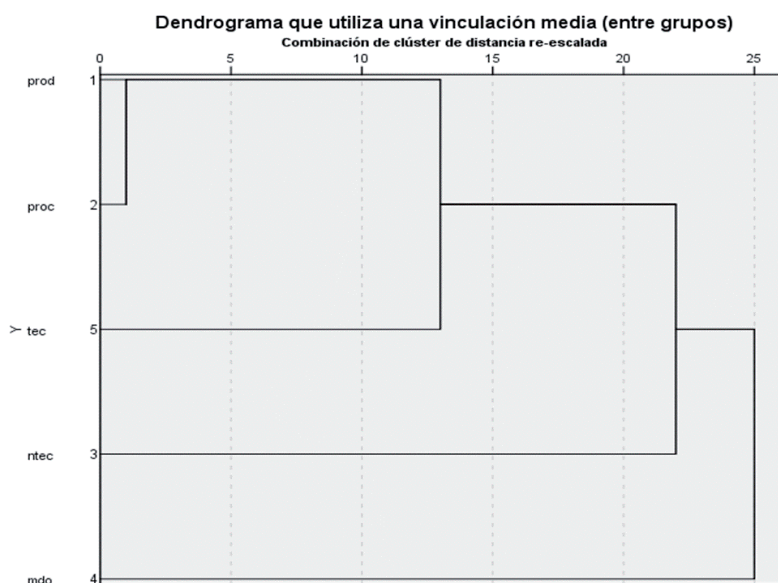 Dendrograma que utiliza una vinculación media (entre grupos)
Combinación de clúster de distancia re-escalada
0 5 10 15 20 25
prod 1
proc 2
Y tec 5
ntec 3
mdo 4